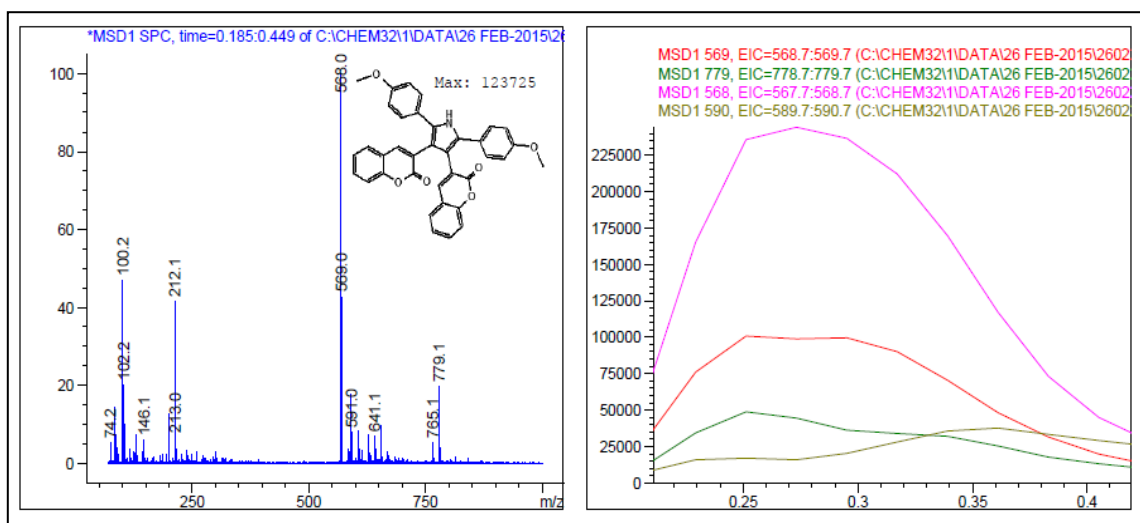 *MSD1 SPC, time=0.185:0.449 of C:\CHEM32\1\DATA\26 FEB-2015\26
100
80
60
40
20
0
250
500
750
m/z
Max: 123725
568.0
569.0
100.2
102.2
74.2
146.1
212.1
213.0
591.0
641.1
765.1
779.1
O
NH
O
O
O
O
O
MSD1 569, EIC=568.7:569.7 (C:\CHEM32\1\DATA\26 FEB-2015\2602
MSD1 779, EIC=778.7:779.7 (C:\CHEM32\1\DATA\26 FEB-2015\2602
MSD1 568, EIC=567.7:568.7 (C:\CHEM32\1\DATA\26 FEB-2015\2602
MSD1 590, EIC=589.7:590.7 (C:\CHEM32\1\DATA\26 FEB-2015\2602
225000
200000
175000
150000
125000
100000
75000
50000
25000
0
0.25
0.3
0.35
0.4